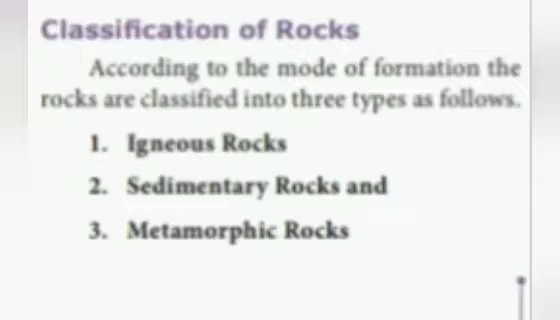 Classification of Rocks
According to the mode of formation the
rocks are classified into three types as follows.
1. Igneous Rocks
2. Sedimentary Rocks and
3. Metamorphic Rocks